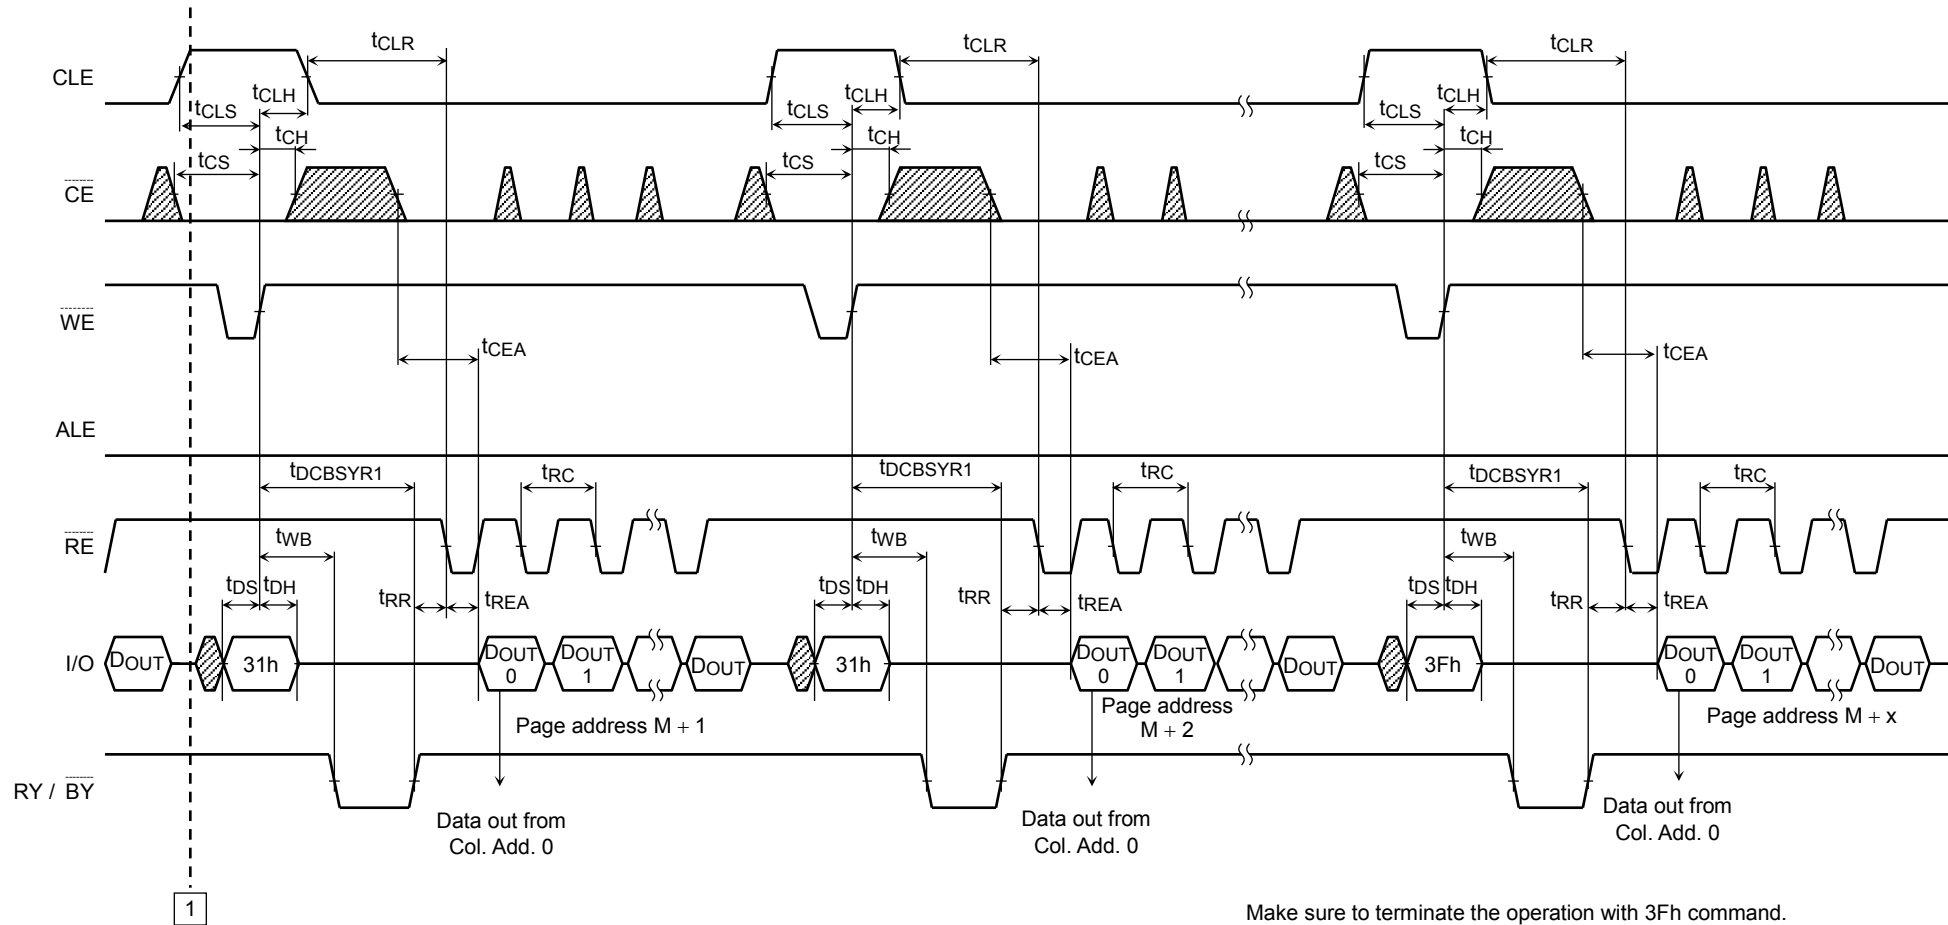 tCLR tCLR tCLR
CLE
tCLH tCLH tCLH
tCLS tCLS tCLS
tCH tCH tCH
tCS tCS tCS
CE
WE
tCEA tCEA tCEA
ALE
tDCBSYR1 tRC tDCBSYR1 tRC tDCBSYR1 tRC
RE
tWB tWB tWB
tDS tDH tDS tDH tDS tDH
tRR tREA tRR tREA tRR tREA
I/O DOUT 31h DOUT 0 DOUT 1 DOUT 31h DOUT 0 DOUT 1 DOUT 3Fh DOUT 0 DOUT 1 DOUT
Page address M + 1
Page address
M + 2
Page address M + x
RY / BY
Data out from
Col. Add. 0
Data out from
Col. Add. 0
Data out from
Col. Add. 0
1
Make sure to terminate the operation with 3Fh command.